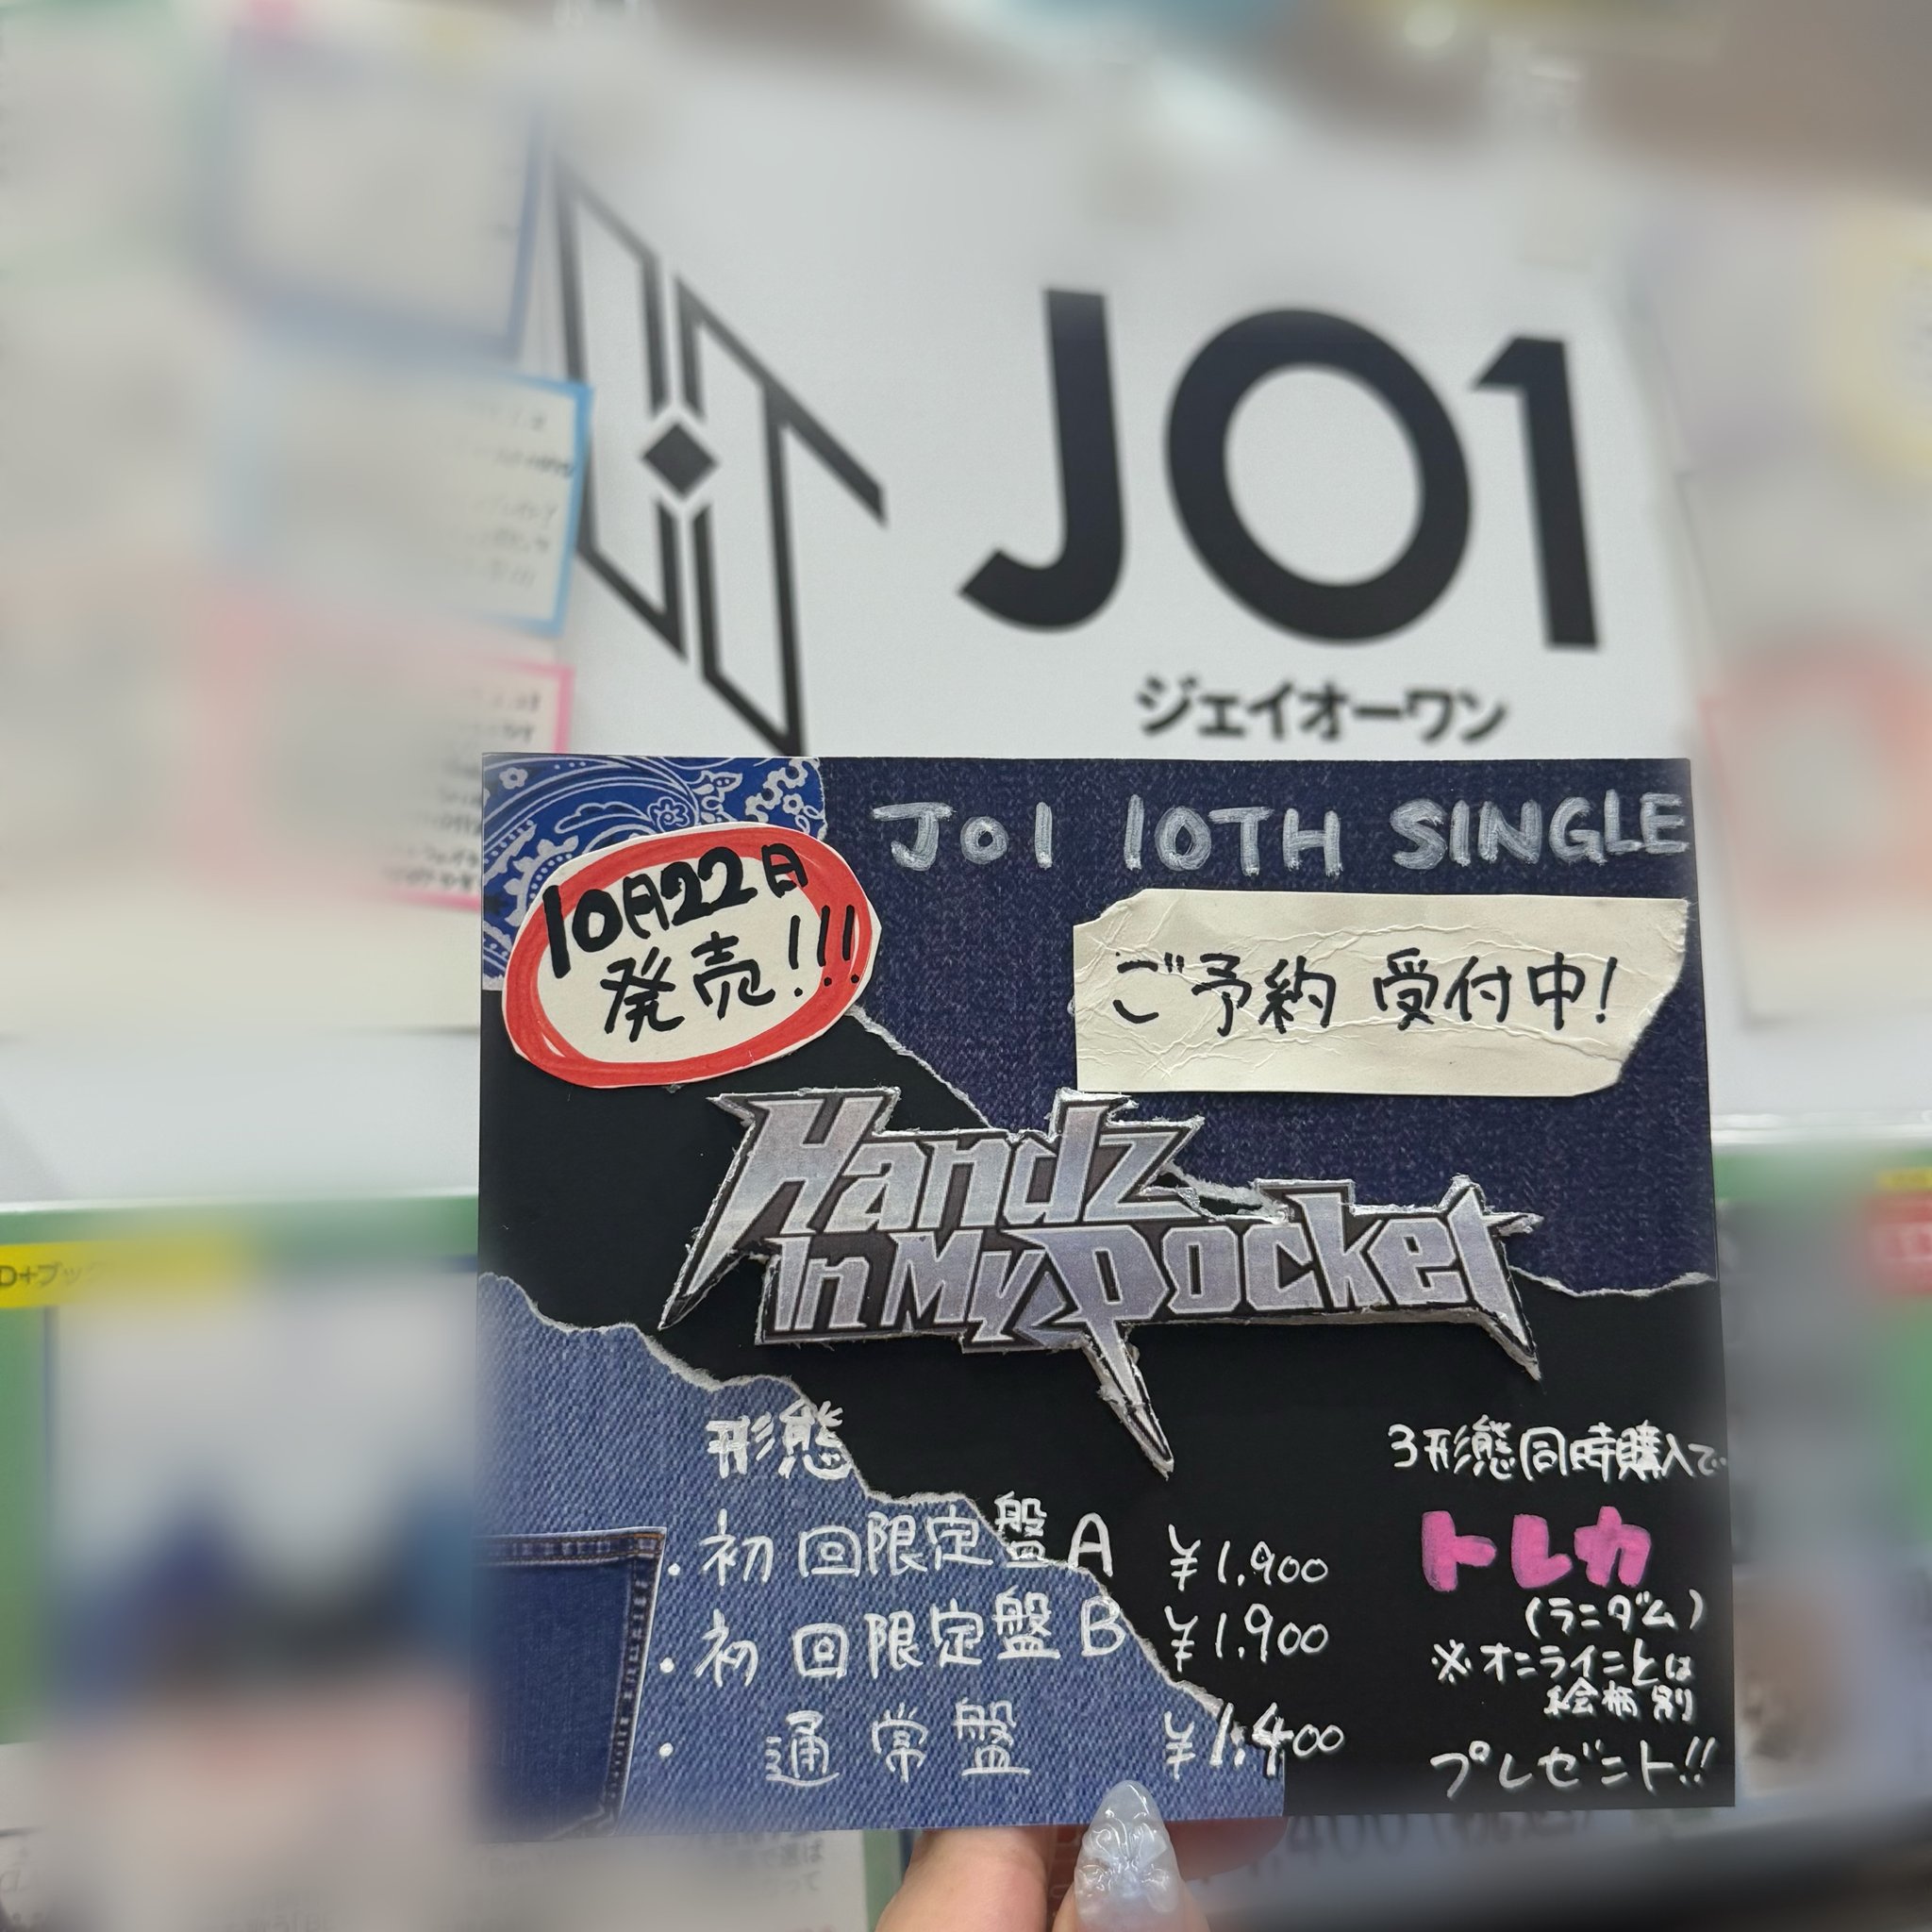 JO1
ジェイオーワン
JO1 10TH SINGLE
10月22日
発売!!!
ご予約 受付中!
Handz
In My Pocket
形態
・初回限定盤A ¥1,900
・初回限定盤B ¥1,900
・通常盤 ¥1,400
3形態同時購入で
トレカ
(ランダム)
※オンラインとは
絵柄別
プレゼント!!
D+ブック